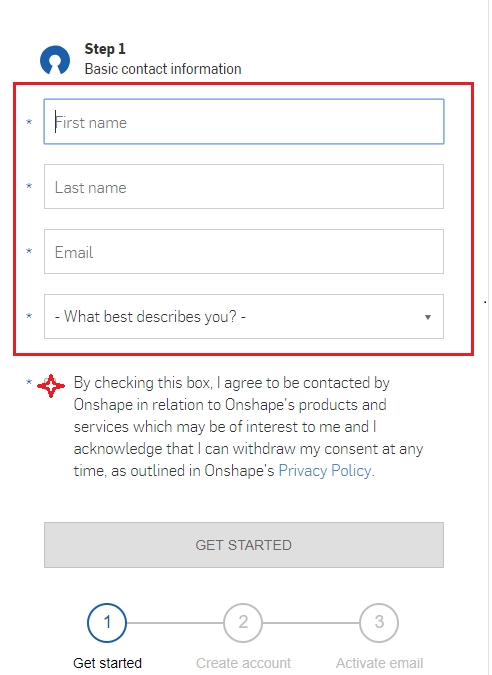 Step 1
Basic contact information
* First name
* Last name
* Email
* - What best describes you? -
* By checking this box, I agree to be contacted by
Onshape in relation to Onshape's products and
services which may be of interest to me and I
acknowledge that I can withdraw my consent at any
time, as outlined in Onshape's Privacy Policy.
GET STARTED
1 2 3
Get started Create account Activate email